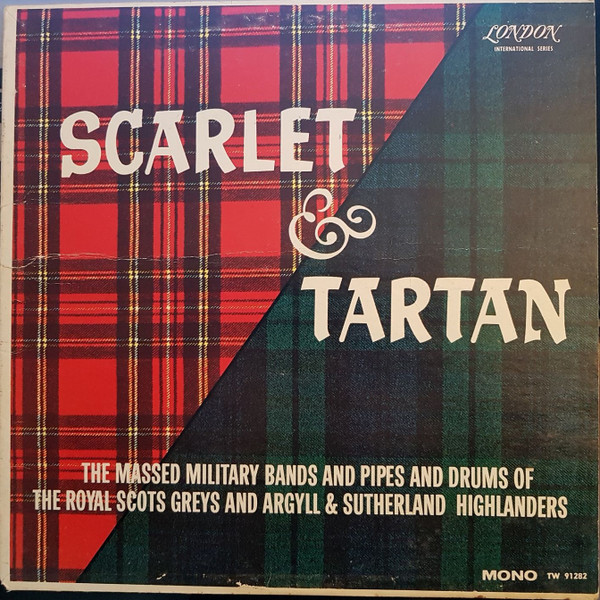 LONDON
INTERNATIONAL SERIES
SCARLET
&
TARTAN
THE MASSED MILITARY BANDS AND PIPES AND DRUMS OF
THE ROYAL SCOTS GREYS AND ARGYLL & SUTHERLAND HIGHLANDERS
MONO TW 91282